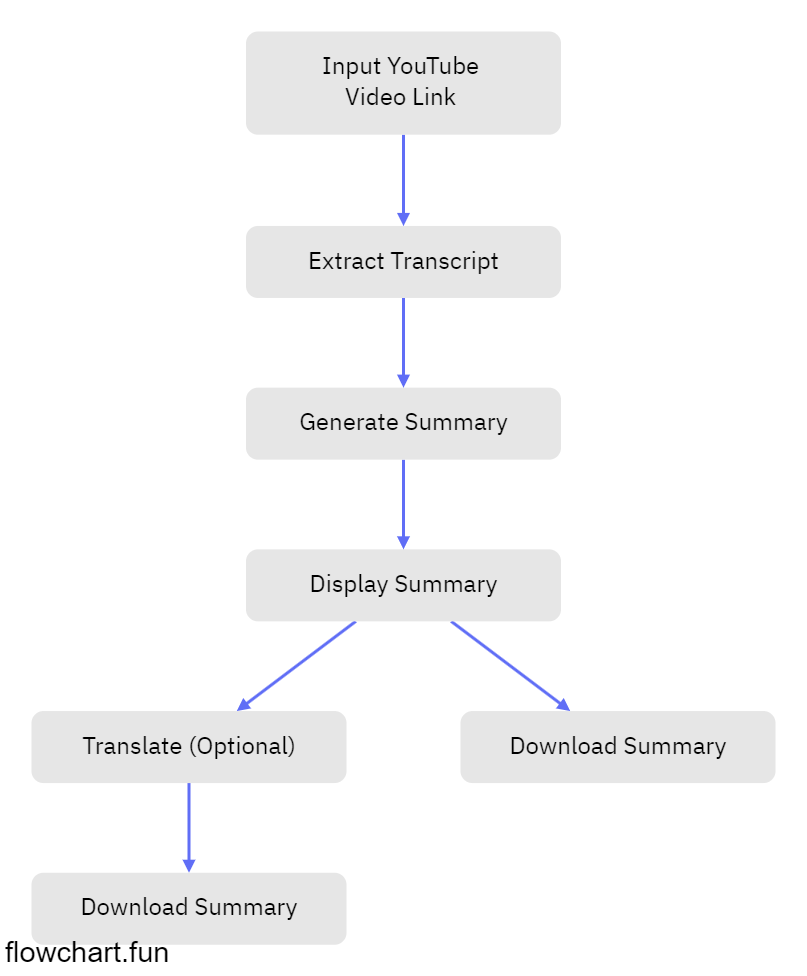 Input YouTube
Video Link
Extract Transcript
Generate Summary
Display Summary
Translate (Optional)
Download Summary
Download Summary
flowchart.fun